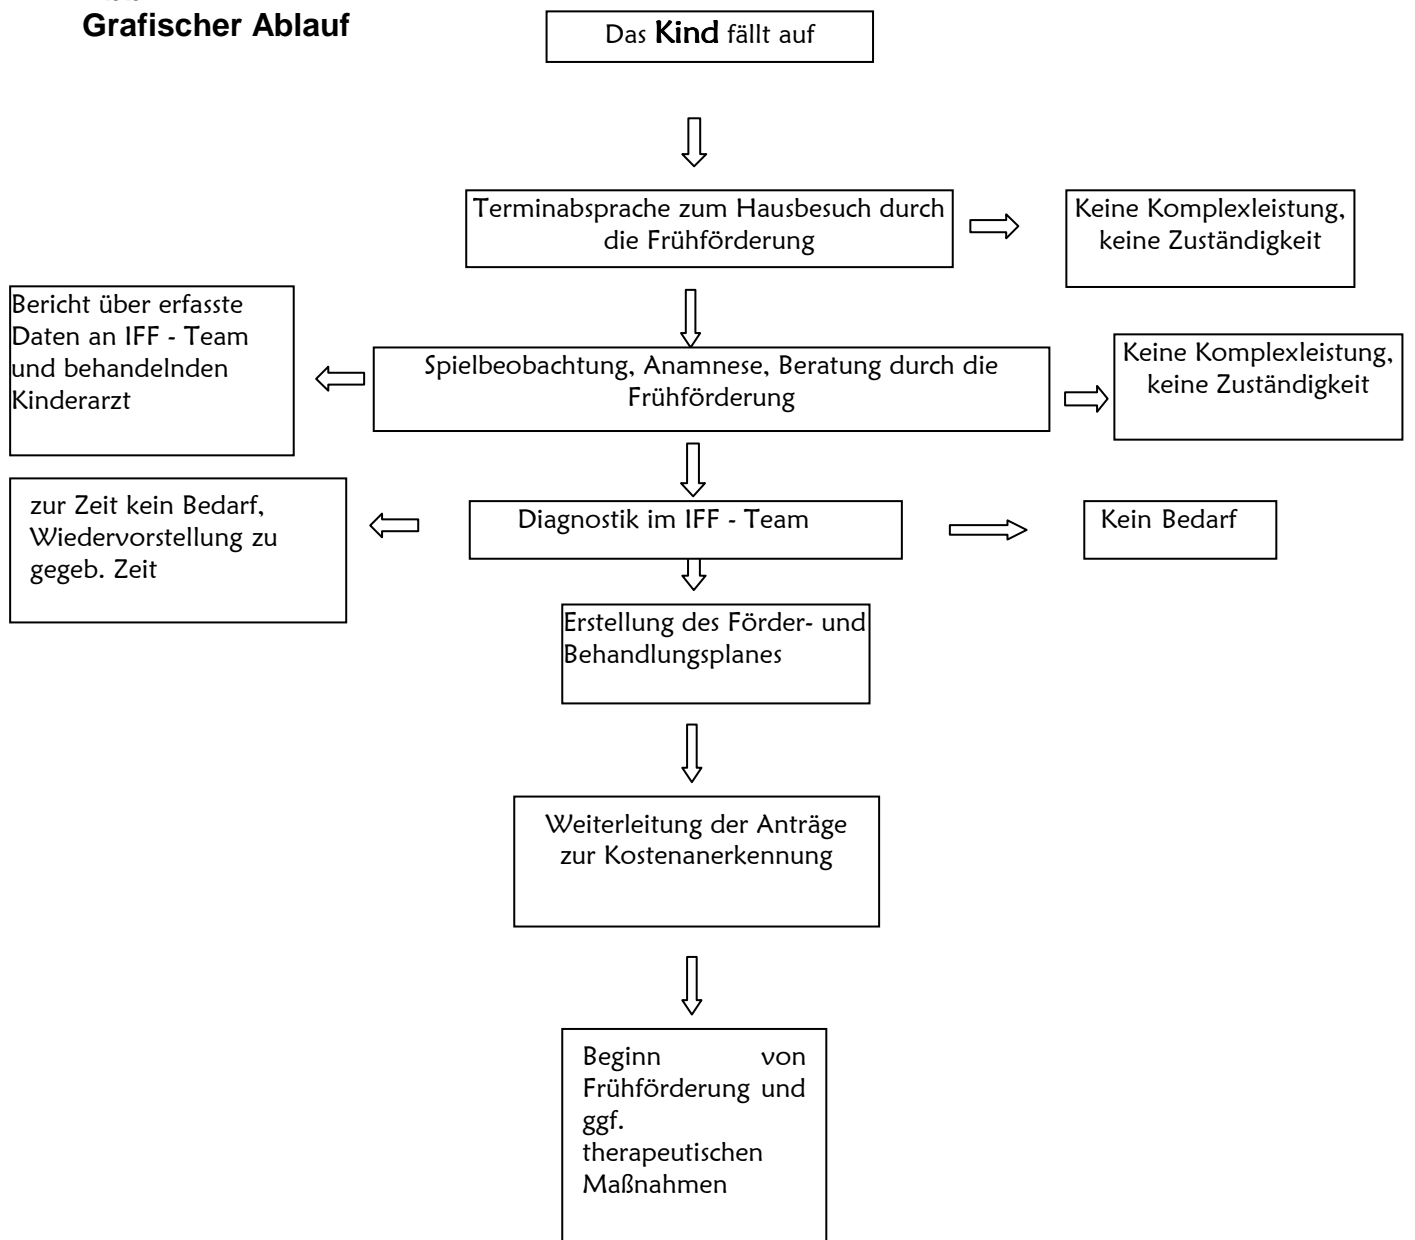 Grafischer Ablauf
Das Kind fällt auf
Terminabsprache zum Hausbesuch durch
die Frühförderung
Keine Komplexleistung,
keine Zuständigkeit
Bericht über erfasste
Daten an IFF - Team
und behandelnden
Kinderarzt
Spielbeobachtung, Anamnese, Beratung durch die
Frühförderung
Keine Komplexleistung,
keine Zuständigkeit
zur Zeit kein Bedarf,
Wiedervorstellung zu
gegeb. Zeit
Diagnostik im IFF - Team
Kein Bedarf
Erstellung des Förder- und
Behandlungsplanes
Weiterleitung der Anträge
zur Kostenanerkennung
Beginn von
Frühförderung und
ggf.
therapeutischen
Maßnahmen